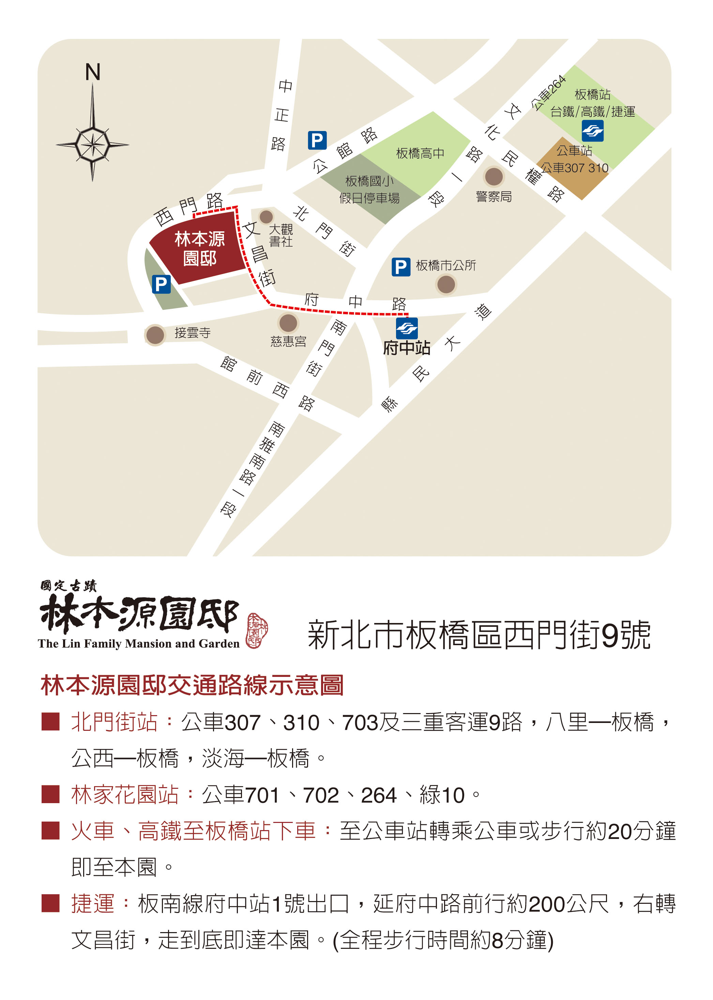 N
中正路
公車264
板橋站
台鐵/高鐵/捷運
文化路一段
P
公館路
板橋高中
公車站
公車307 310
民權路
板橋國小
假日停車場
警察局
西門路
北門街
大觀
書社
文昌街
林本源
園邸
P
板橋市公所
P
府中路
縣民大道
接雲寺
慈惠宮
南門街
府中站
館前西路
南雅南路一段
國定古蹟
林本源園邸
The Lin Family Mansion and Garden
林本源園邸
新北市板橋區西門街9號
林本源園邸交通路線示意圖
■ 北門街站：公車307、310、703及三重客運9路，八里—板橋，
公西—板橋，淡海—板橋。
■ 林家花園站：公車701、702、264、綠10。
■ 火車、高鐵至板橋站下車：至公車站轉乘公車或步行約20分鐘
即至本園。
■ 捷運：板南線府中站1號出口，延府中路前行約200公尺，右轉
文昌街，走到底即達本園。(全程步行時間約8分鐘)